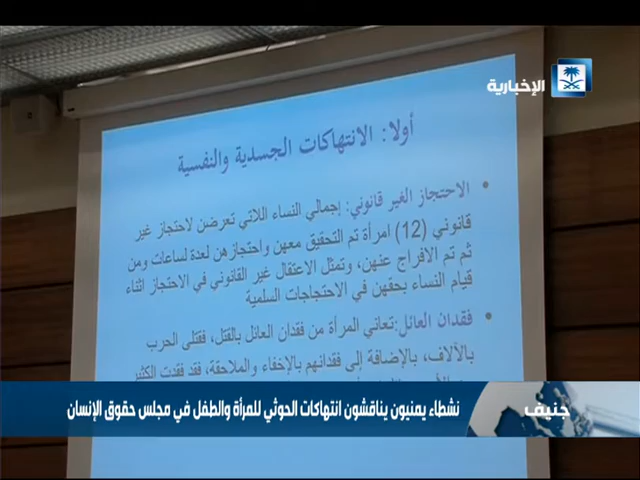 الإخبارية
أولا: الانتهاكات الجسدية والنفسية
• الاحتجاز الغير قانوني: إجمالي النساء اللاتي تعرضن لاحتجاز غير
قانوني (12) امرأة تم التحقيق معهن واحتجازهن لعدة لساعات ومن
ثم تم الافراج عنهن، وتمثل الاعتقال غير القانوني في الاحتجاز اثناء
قيام النساء بحقهن في الاحتجاجات السلمية
• فقدان العائل:تعاني المرأة من فقدان العائل بالقتل، فقتلى الحرب
بالآلاف، بالإضافة إلى فقدانهم بالإخفاء والملاحقة، فقد فقدت الكثير
جنيف
نشطاء يمنيون يناقشون انتهاكات الحوثي للمرأة والطفل في مجلس حقوق الإنسان